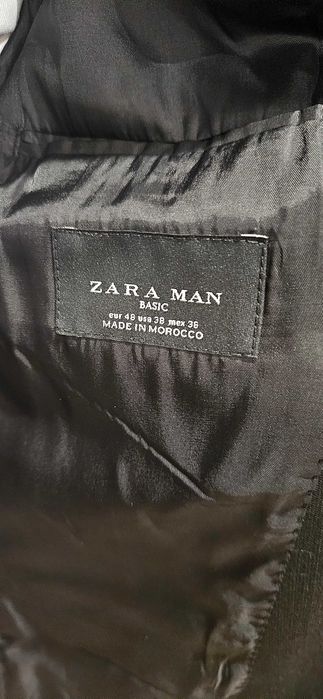 ZARA MAN
BASIC
eur 48 usa 38 mex 38
MADE IN MOROCCO